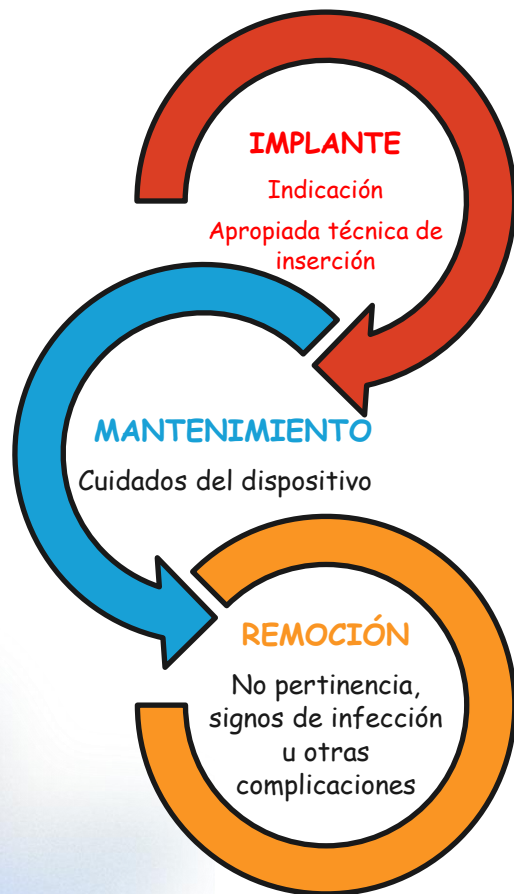 IMPLANTE
Indicación
Apropiada técnica de
inserción
MANTENIMIENTO
Cuidados del dispositivo
REMOCIÓN
No pertinencia,
signos de infección
u otras
complicaciones